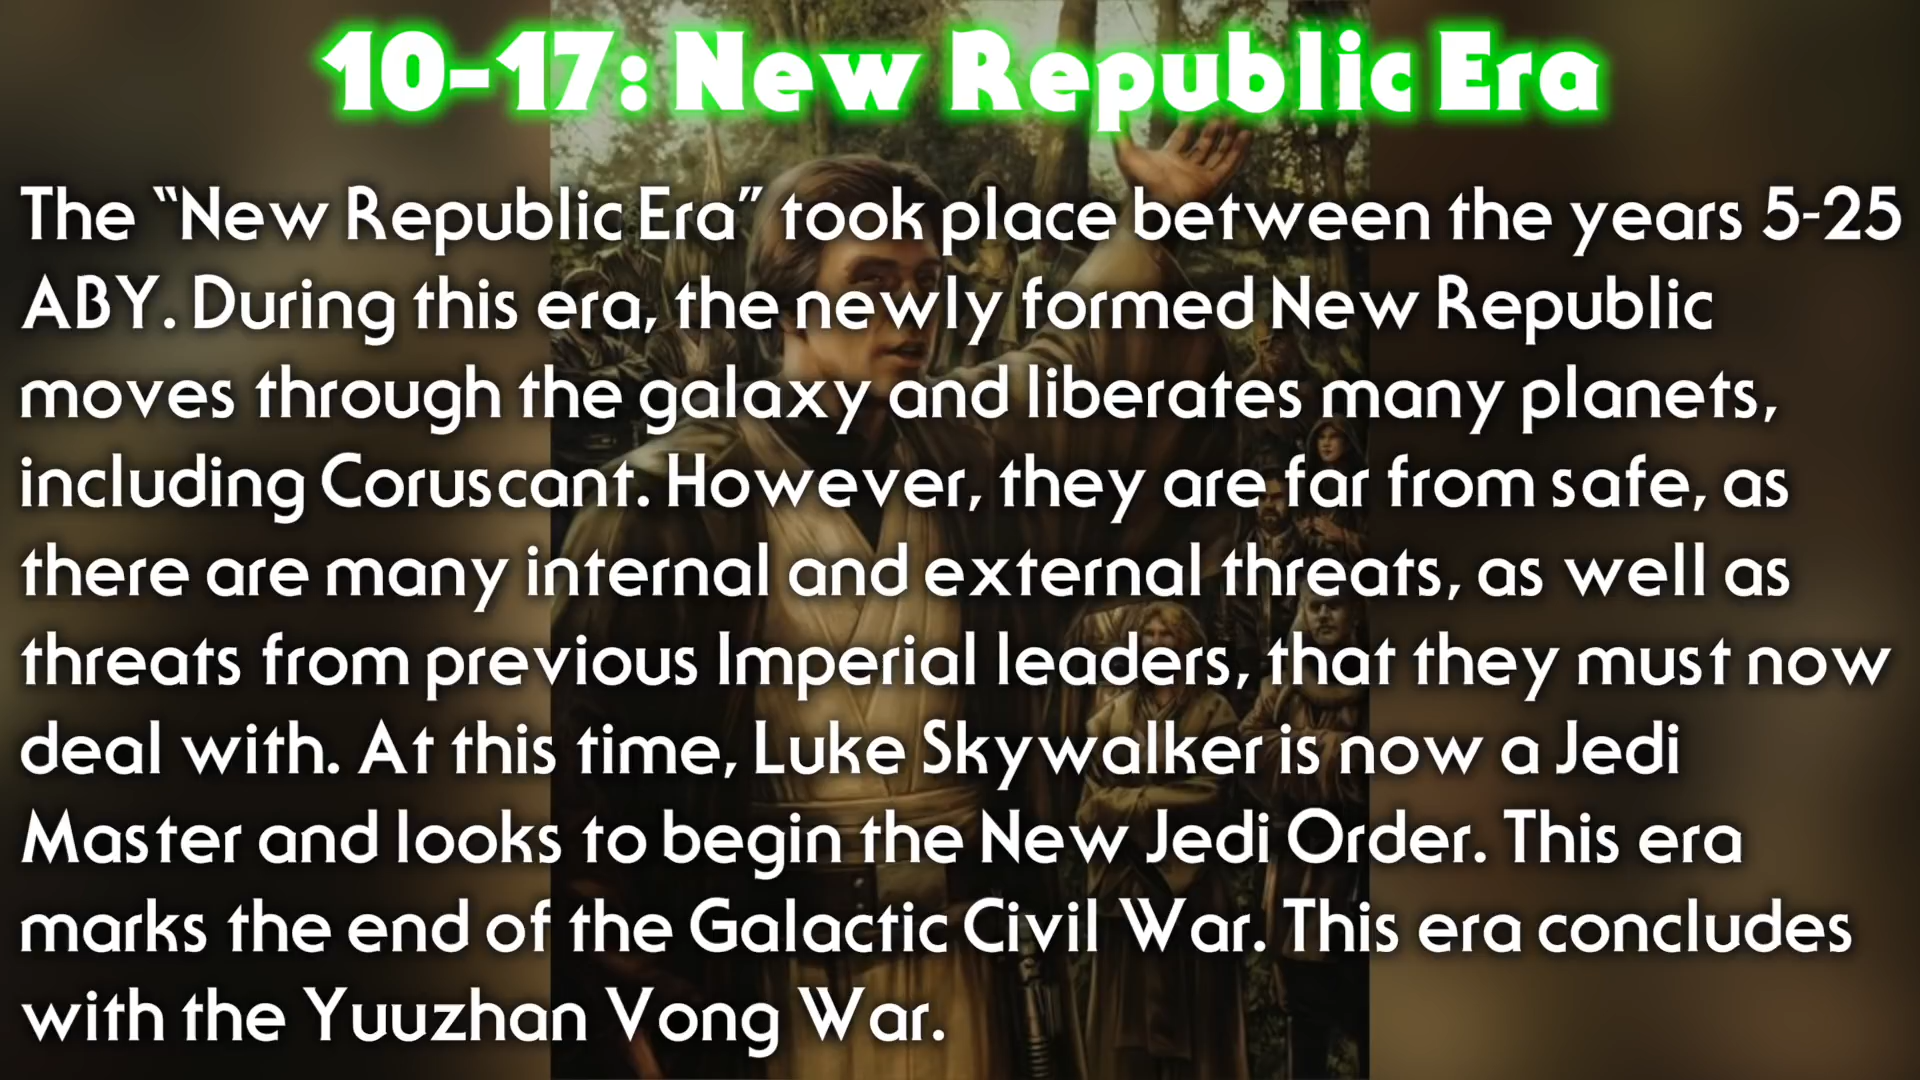 10-17: New Republic Era
The “New Republic Era” took place between the years 5-25
ABY. During this era, the newly formed New Republic
moves through the galaxy and liberates many planets,
including Coruscant. However, they are far from safe, as
there are many internal and external threats, as well as
threats from previous Imperial leaders, that they must now
deal with. At this time, Luke Skywalker is now a Jedi
Master and looks to begin the New Jedi Order. This era
marks the end of the Galactic Civil War. This era concludes
with the Yuuzhan Vong War.